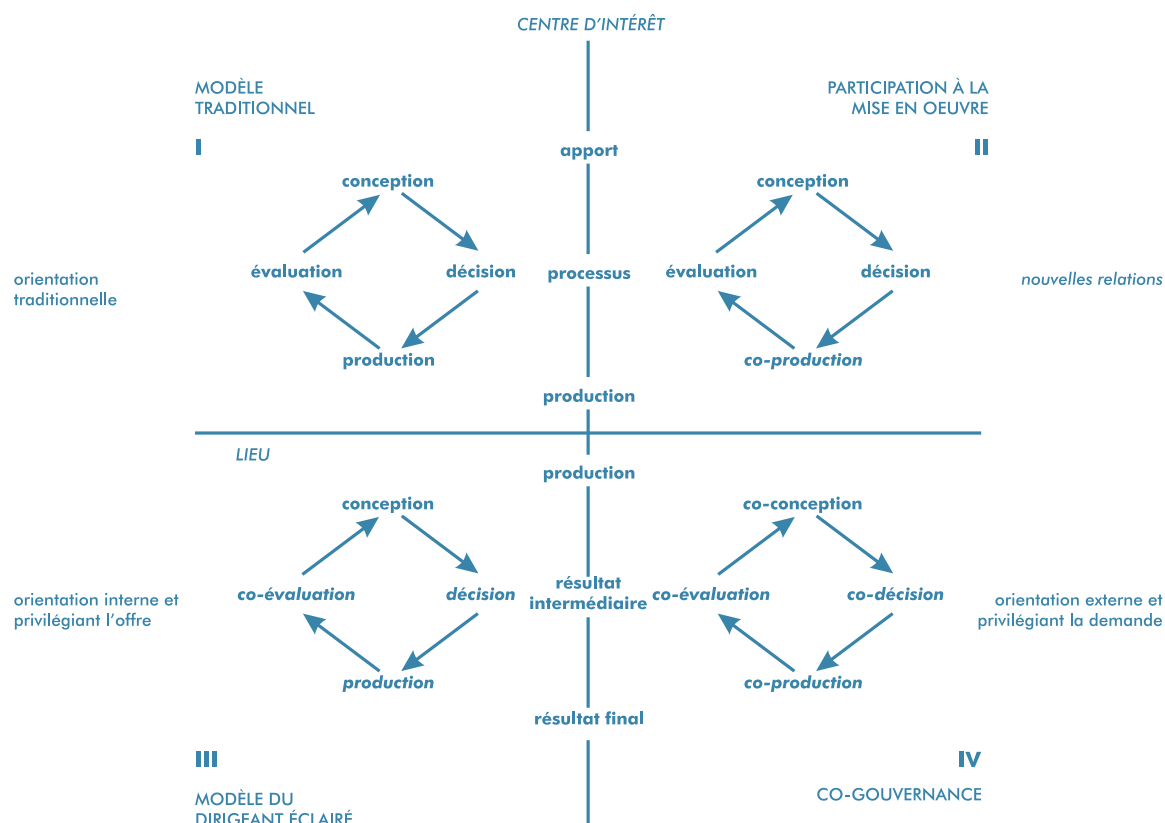 CENTRE D'INTÉRÊT
MODÈLE
TRADITIONNEL
PARTICIPATION À LA
MISE EN OEUVRE
I
apport
II
conception
conception
orientation
traditionnelle
évaluation
décision
processus
évaluation
décision
nouvelles relations
production
co-production
production
LIEU
production
conception
co-conception
orientation interne et
privilégiant l'offre
co-évaluation
décision
résultat
intermédiaire
co-évaluation
co-décision
orientation externe et
privilégiant la demande
production
co-production
résultat final
III
IV
MODÈLE DU
DIRIGEANT ÉCLAIRÉ
CO-GOUVERNANCE